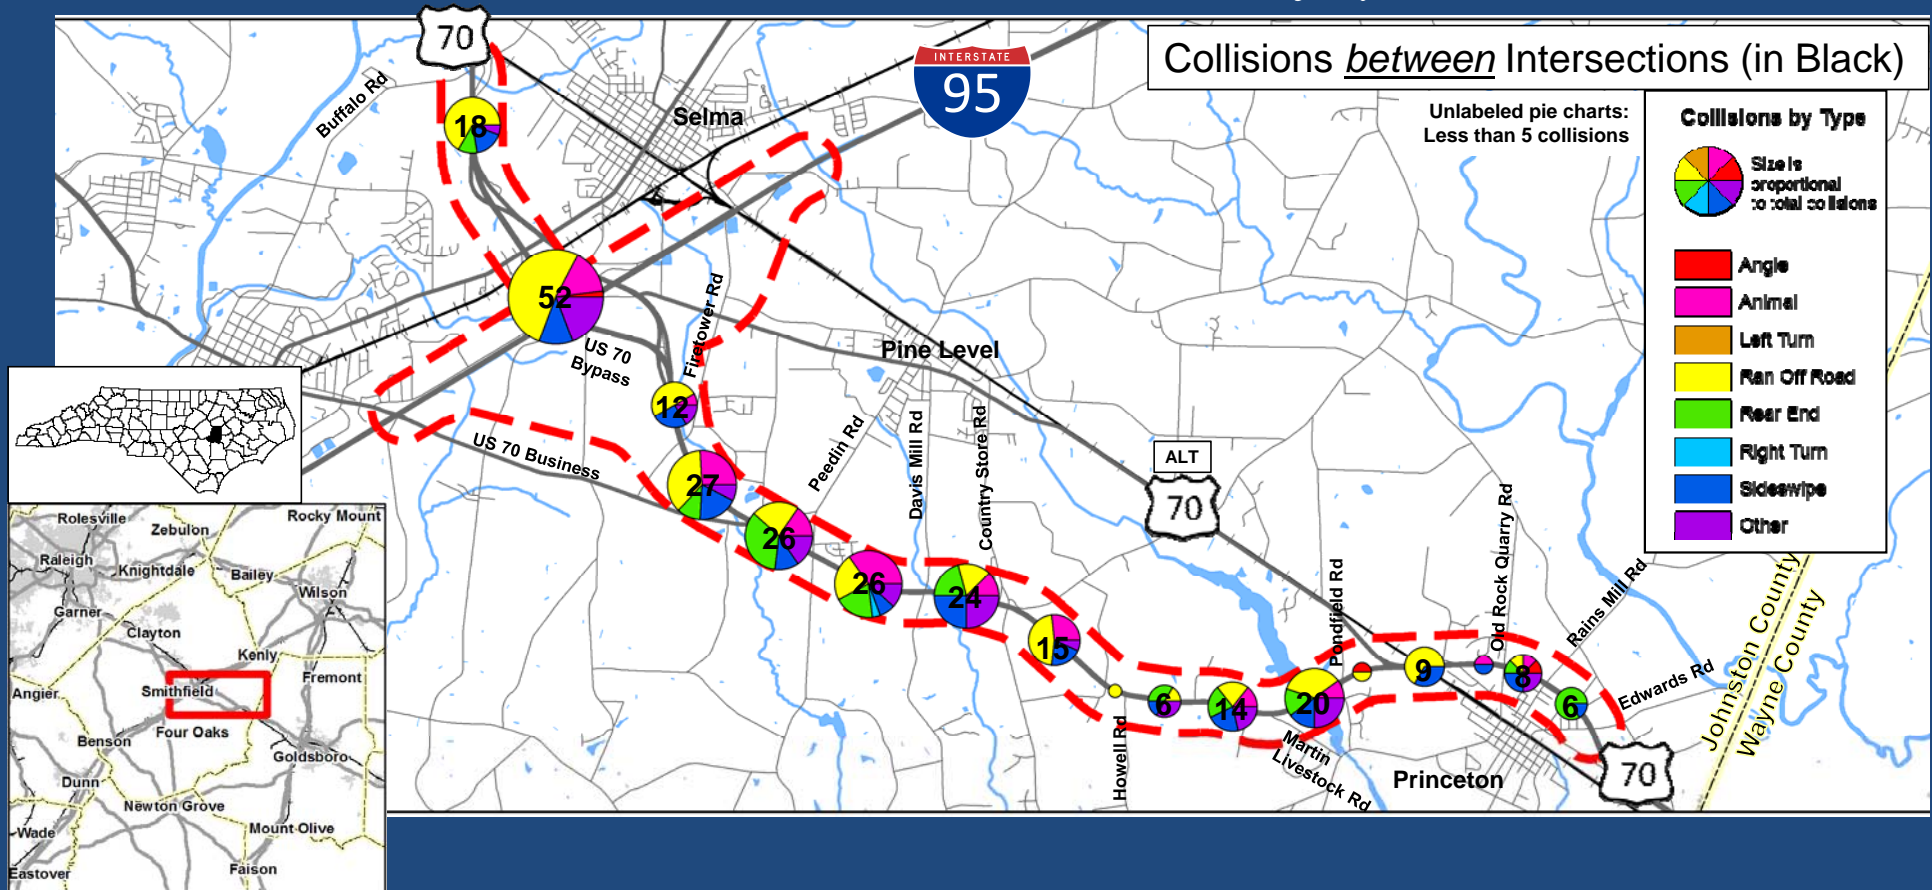 Collisions between Intersections (in Black)
Unlabeled pie charts:
Less than 5 collisions
Collisions by Type
Size is
proportional
to total collisions
Angle
Animal
Left Turn
Ran Off Road
Rear End
Right Turn
Sideswipe
Other
70
INTERSTATE
95
Buffalo Rd
Selma
18
52
US 70
Bypass
Firetower Rd
Pine Level
12
US 70 Business
27
Peedin Rd
Davis Mill Rd
Country Store Rd
26
26
24
15
ALT
70
Howell Rd
6
14
20
Pondfield Rd
Martin
Livestock Rd
9
Old Rock Quarry Rd
8
Rains Mill Rd
6
Edwards Rd
Princeton
70
Johnston County
Wayne County
Rolesville
Zebulon
Rocky Mount
Raleigh
Knightdale
Bailey
Wilson
Garner
Clayton
Kenly
Fremont
Angier
Smithfield
Four Oaks
Benson
Goldsboro
Dunn
Newton Grove
Wade
Mount Olive
Eastover
Faison